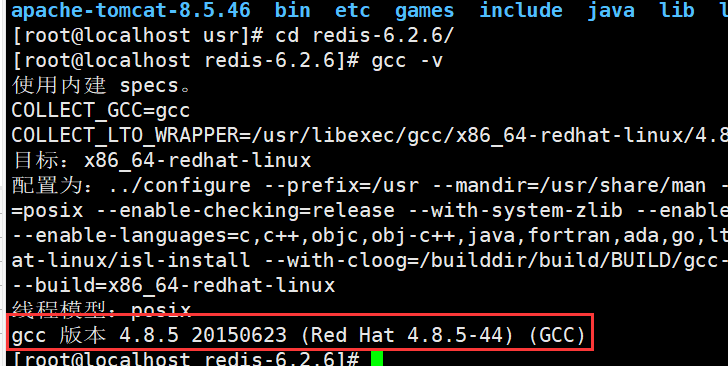 apache-tomcat-8.5.46  bin  etc  games  include  java  lib  l
[root@localhost usr]# cd redis-6.2.6/
[root@localhost redis-6.2.6]# gcc -v
使用内建 specs。
COLLECT_GCC=gcc
COLLECT_LTO_WRAPPER=/usr/libexec/gcc/x86_64-redhat-linux/4.8
目标：x86_64-redhat-linux
配置为：../configure --prefix=/usr --mandir=/usr/share/man -
=posix --enable-checking=release --with-system-zlib --enable
--enable-languages=c,c++,objc,obj-c++,java,fortran,ada,go,lt
at-linux/isl-install --with-cloog=/builddir/build/BUILD/gcc-
--build=x86_64-redhat-linux
线程模型：posix
gcc 版本 4.8.5 20150623 (Red Hat 4.8.5-44) (GCC)
[root@localhost redis-6.2.6]#